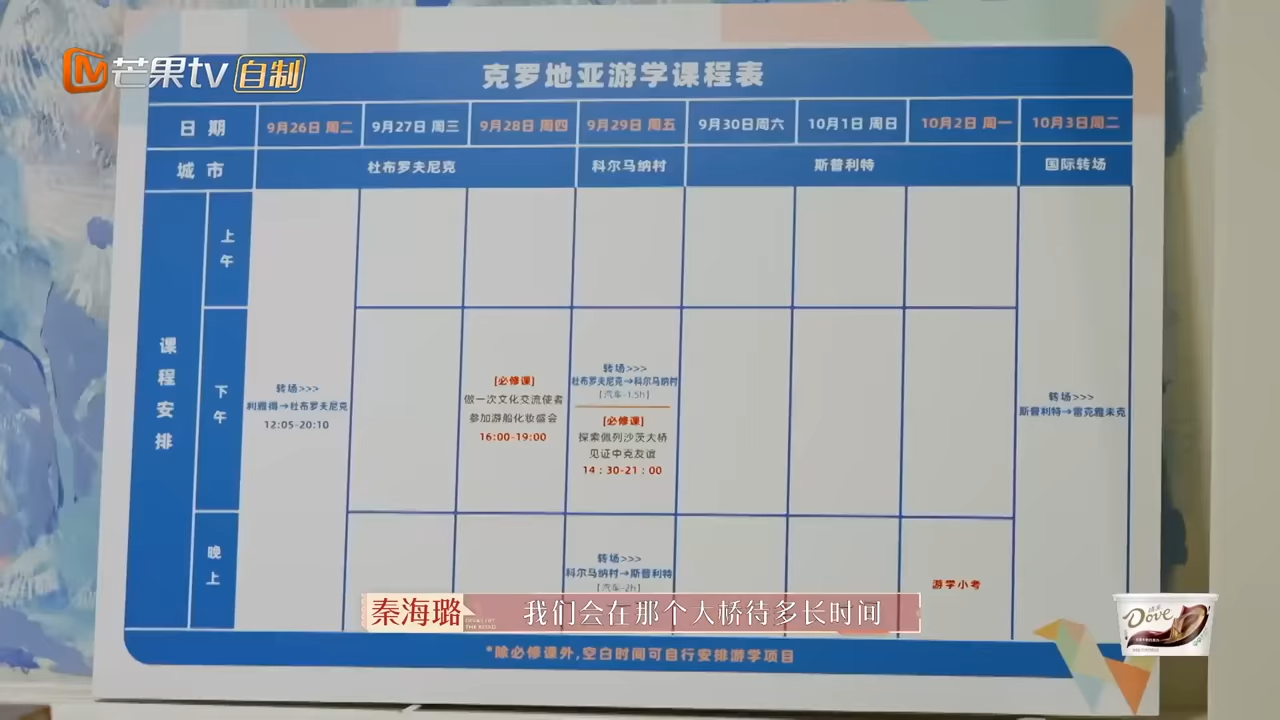 芒果tv 自制
克罗地亚游学课程表
日期 9月26日 周二 9月27日 周三 9月28日 周四 9月29日 周五 9月30日周六 10月1日 周日 10月2日 周一 10月3日周二
城市 杜布罗夫尼克 科尔马纳村 斯普利特 国际转场
课程安排
上午
下午
转场>>>
利雅得→杜布罗夫尼克
12:05-20:10
[必修课]
做一次文化交流使者
参加游船化妆盛会
16:00-19:00
转场>>>
杜布罗夫尼克→科尔马纳村
[汽车-1.5h]
[必修课]
探索佩列沙茨大桥
见证中克友谊
14:30-21:00
转场>>>
斯普利特→雷克雅未克
晚上
转场>>>
科尔马纳村→斯普利特
[汽车-2h]
游学小考
秦海璐 我们会在那个大桥待多长时间
*除必修课外,空白时间可自行安排游学项目
Dove